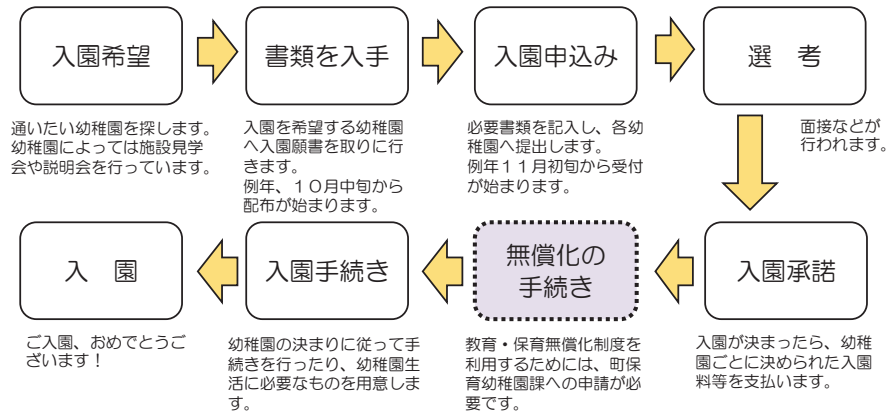 入園希望
書類を入手
入園申込み
選　考
通いたい幼稚園を探します。
幼稚園によっては施設見学
会や説明会を行っています。
入園を希望する幼稚園
へ入園願書を取りに行
きます。
例年、１０月中旬から
配布が始まります。
必要書類を記入し、各幼
稚園へ提出します。
例年１１月初旬から受付
が始まります。
面接などが
行われます。
入　園
入園手続き
無償化の
手続き
入園承諾
ご入園、おめでとうご
ざいます！
幼稚園の決まりに従って手
続きを行ったり、幼稚園生
活に必要なものを用意しま
す。
教育・保育無償化制度を
利用するためには、町保
育幼稚園課への申請が必
要です。
入園が決まったら、幼稚
園ごとに決められた入園
料等を支払います。